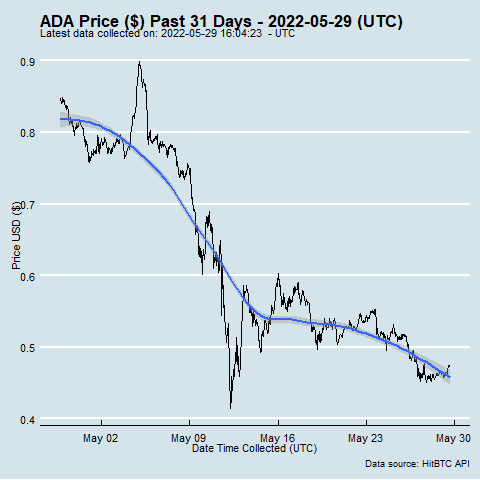 ADA Price ($) Past 31 Days - 2022-05-29 (UTC)
Latest data collected on: 2022-05-29 16:04:23  - UTC
0.9
0.8
0.7
0.6
0.5
0.4
Price USD ($)
May 02
May 09
May 16
May 23
May 30
Date Time Collected (UTC)
Data source: HitBTC API